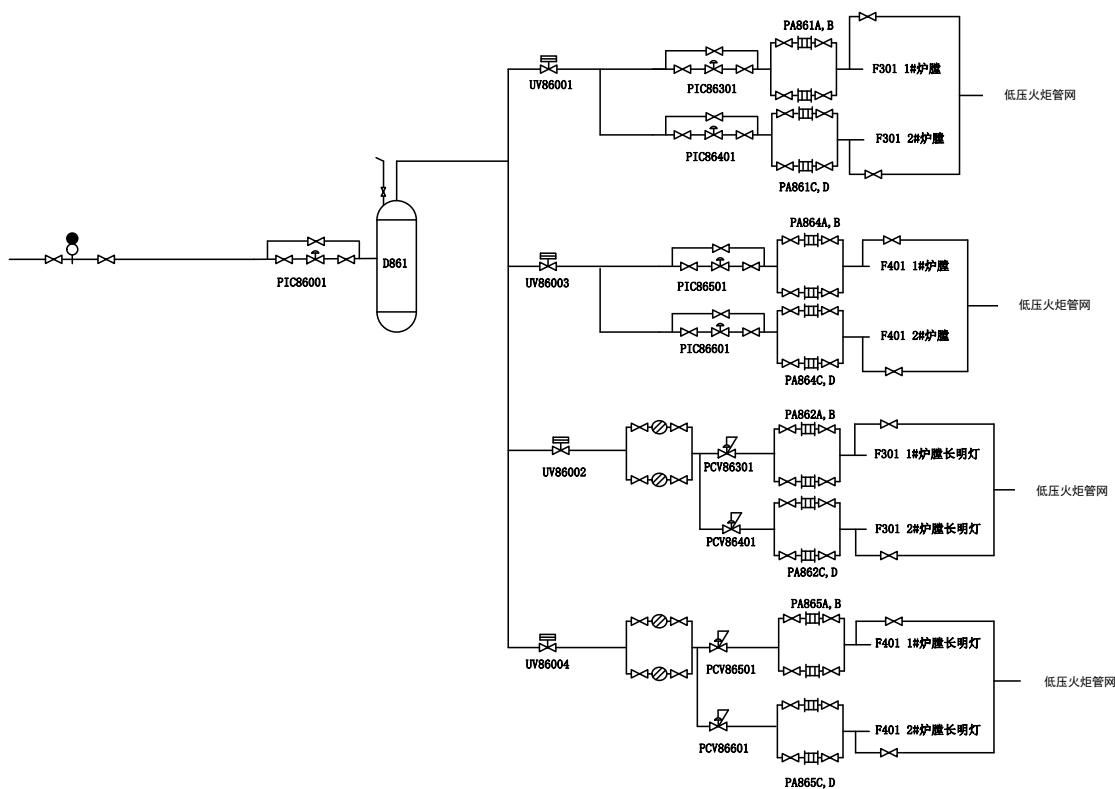 PA861A,B
UV86001
PIC86301
F301 1#炉膛
低压火炬管网
PIC86401
F301 2#炉膛
PA861C,D
PA864A,B
D861
PIC86001
UV86003
PIC86501
F401 1#炉膛
低压火炬管网
PIC86601
F401 2#炉膛
PA864C,D
PA862A,B
UV86002
PCV86301
F301 1#炉膛长明灯
低压火炬管网
PCV86401
F301 2#炉膛长明灯
PA862C,D
PA865A,B
UV86004
PCV86501
F401 1#炉膛长明灯
低压火炬管网
PCV86601
F401 2#炉膛长明灯
PA865C,D